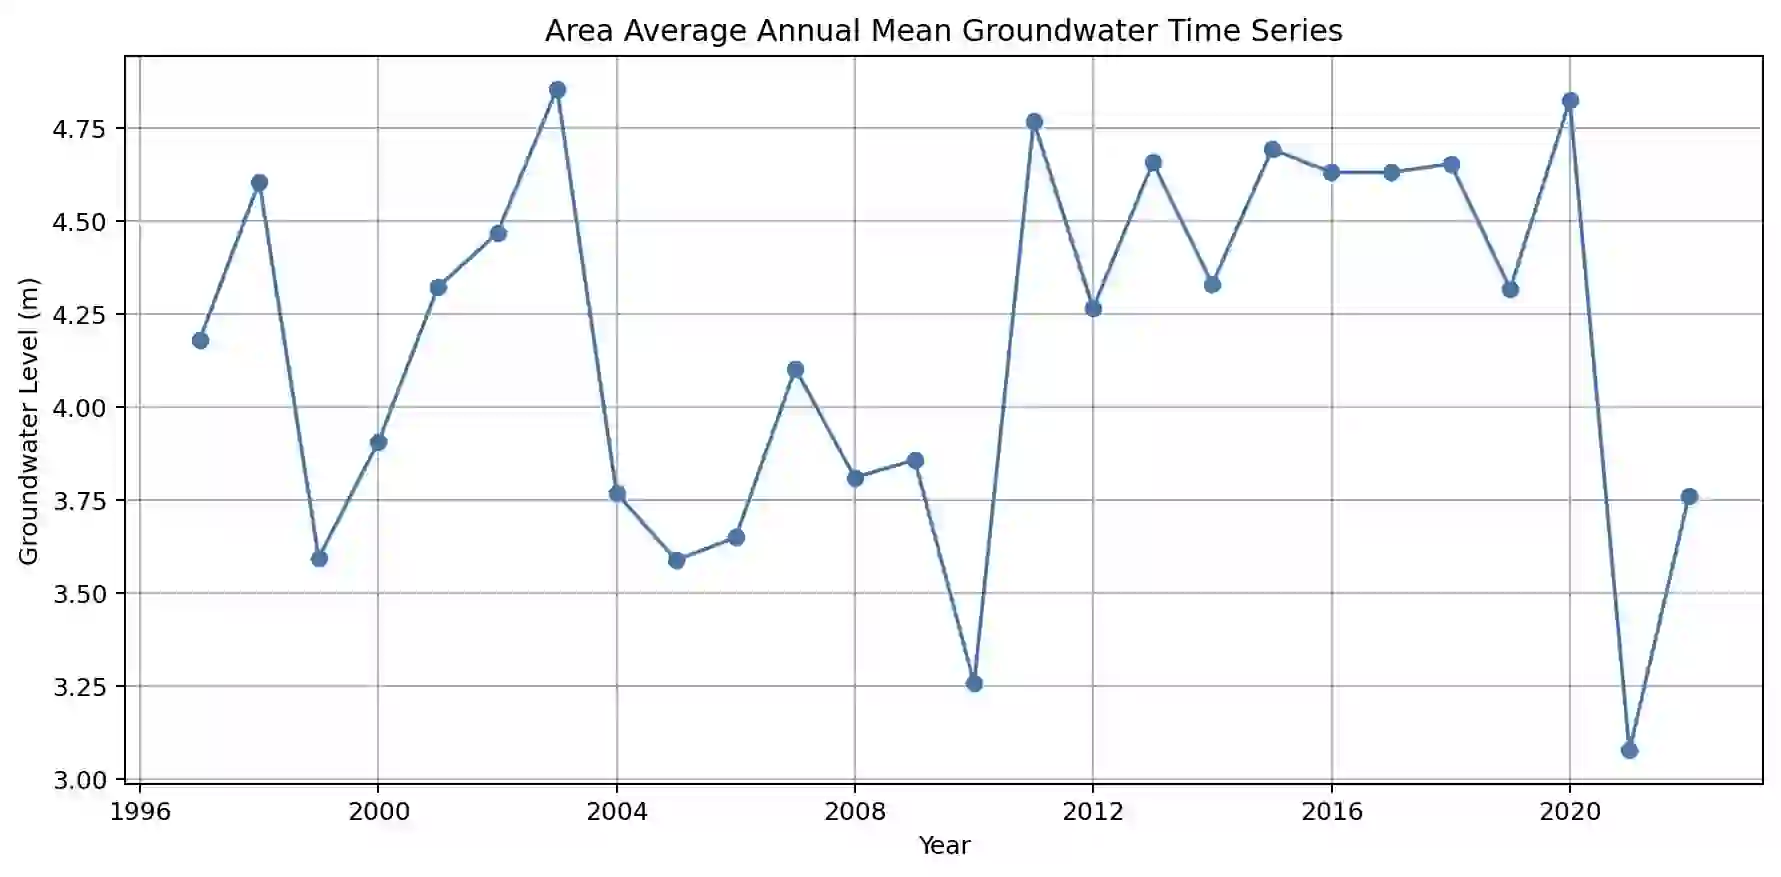 Area Average Annual Mean Groundwater Time Series
Groundwater Level (m)
4.75
4.50
4.25
4.00
3.75
3.50
3.25
3.00
1996 2000 2004 2008 2012 2016 2020
Year